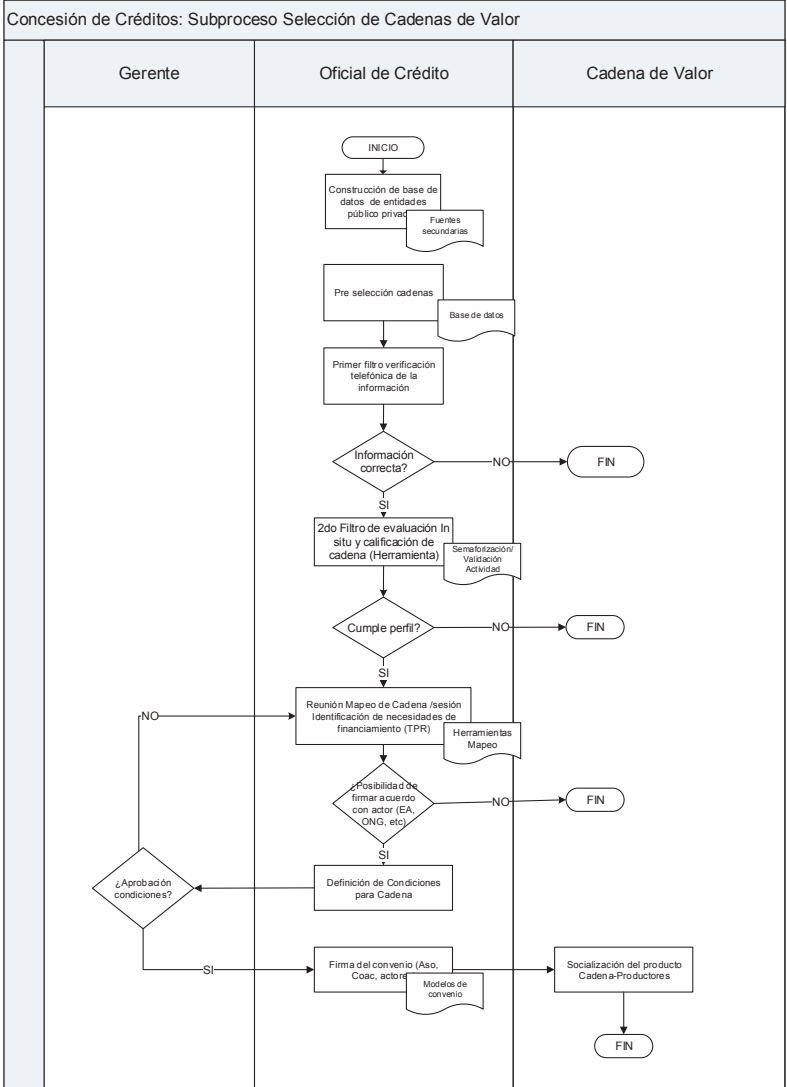 Concesión de Créditos: Subproceso Selección de Cadenas de Valor
Gerente
Oficial de Crédito
Cadena de Valor
INICIO
Construcción de base de
datos de entidades
público
Fuentes
secundarias
Pre selección cadenas
Base de datos
Primer filtro verificación
telefónica de la
información
Información
correcta?
NO
FIN
SI
2do Filtro de evaluación In
situ y calificación de
cadena (Herramienta)
Semaforización/
Validación
Actividad
Cumple perfil?
NO
FIN
SI
Reunión Mapeo de Cadena /sesión
Identificación de necesidades de
financiamiento (TPR)
Herramientas
Mapeo
NO
¿Posibilidad de
firmar acuerdo
con actor (EA,
ONG, etc)
NO
FIN
SI
¿Aprobación
condiciones?
Definición de Condiciones
para Cadena
SI
Firma del convenio (Aso,
Coac,
Modelos de
convenio
Socialización del producto
Cadena-Productores
FIN